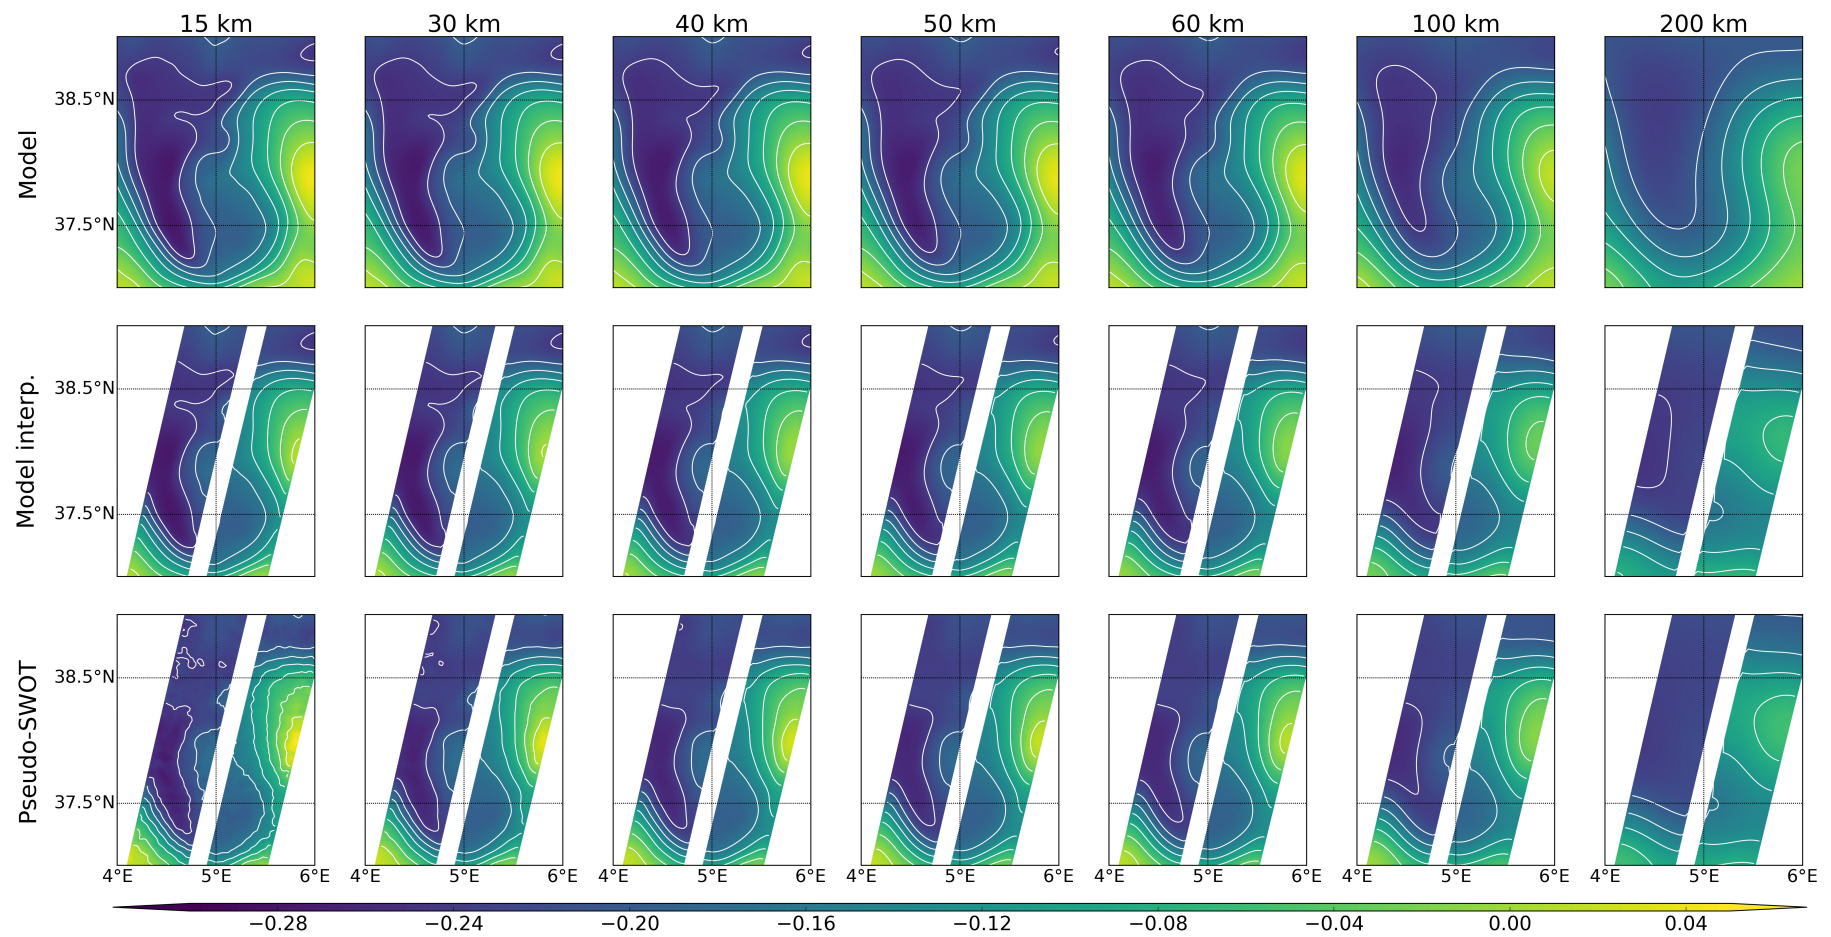 15 km 30 km 40 km 50 km 60 km 100 km 200 km
Model
38.5°N
37.5°N
Model interp.
38.5°N
37.5°N
Pseudo-SWOT
38.5°N
37.5°N
4°E 5°E 6°E 4°E 5°E 6°E 4°E 5°E 6°E 4°E 5°E 6°E 4°E 5°E 6°E 4°E 5°E 6°E 4°E 5°E 6°E
−0.28 −0.24 −0.20 −0.16 −0.12 −0.08 −0.04 0.00 0.04